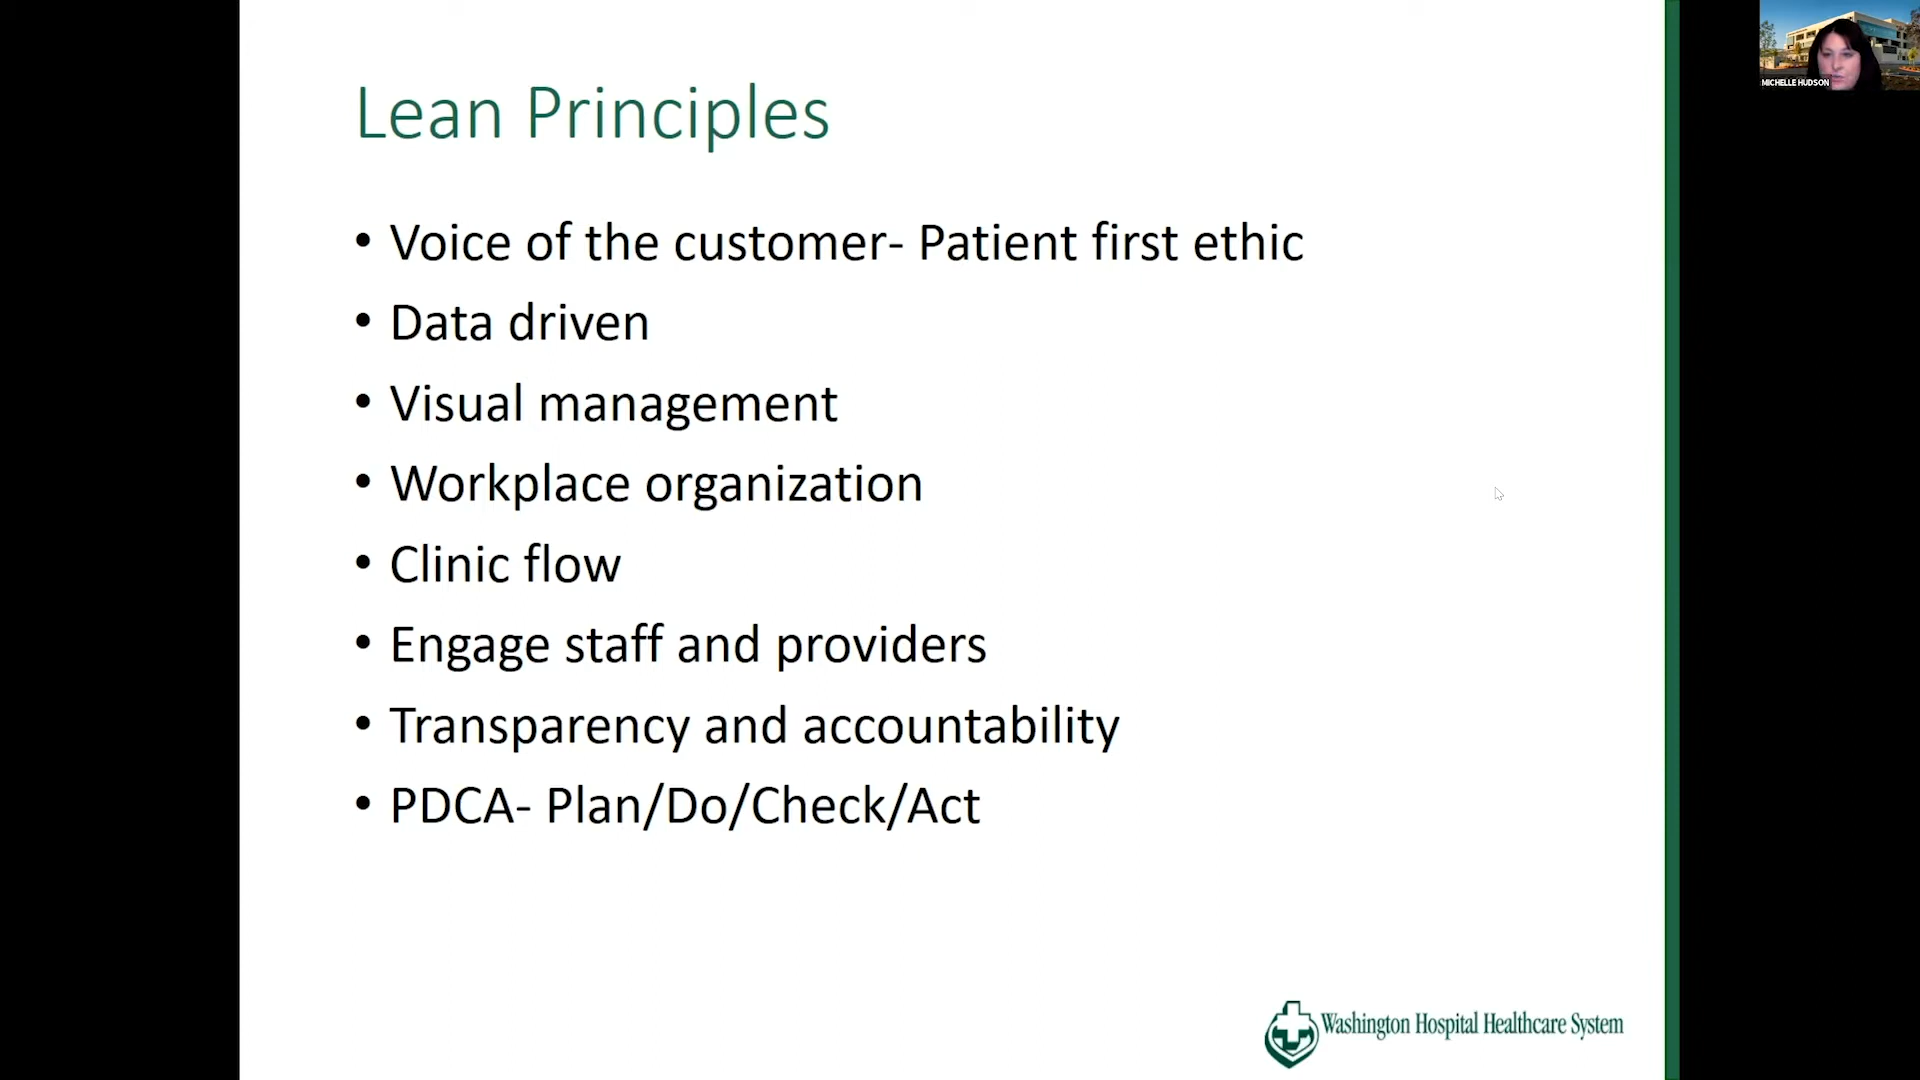 Lean Principles
• Voice of the customer- Patient first ethic
• Data driven
• Visual management
• Workplace organization
• Clinic flow
• Engage staff and providers
• Transparency and accountability
• PDCA- Plan/Do/Check/Act
Washington Hospital Healthcare System
MICHELLE HUDSON